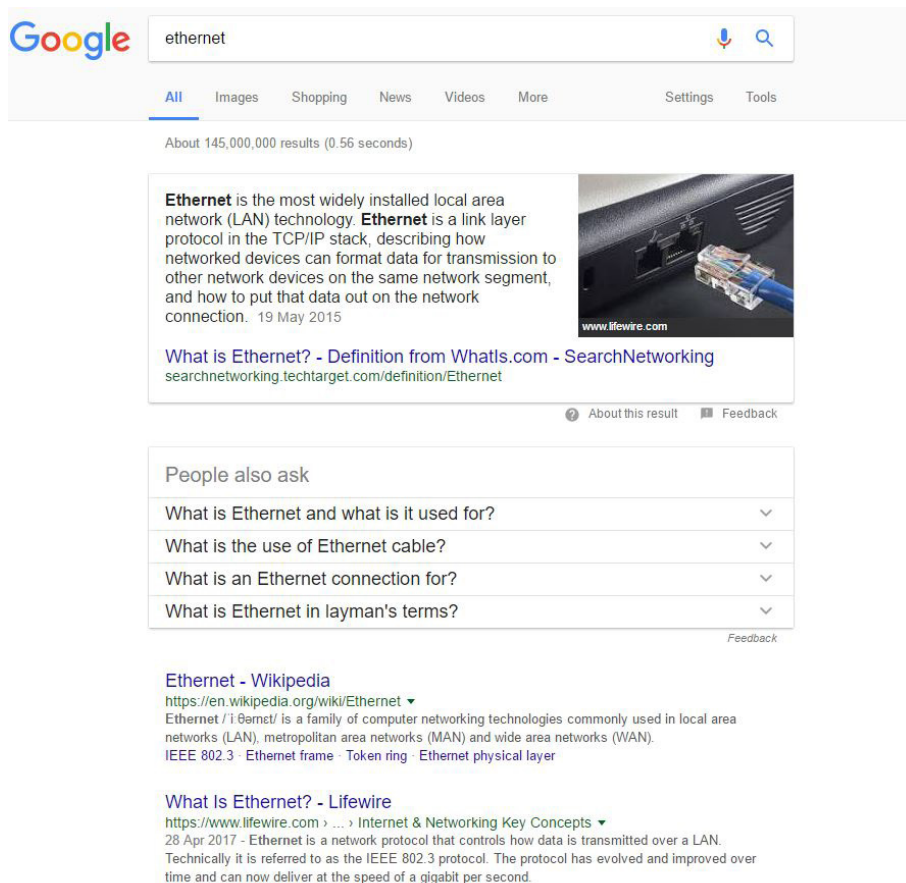 Google
ethernet
All Images Shopping News Videos More Settings Tools
About 145,000,000 results (0.56 seconds)
Ethernet is the most widely installed local area
network (LAN) technology. Ethernet is a link layer
protocol in the TCP/IP stack, describing how
networked devices can format data for transmission to
other network devices on the same network segment,
and how to put that data out on the network
connection. 19 May 2015
www.lifewire.com
What is Ethernet? - Definition from WhatIs.com - SearchNetworking
searchnetworking.techtarget.com/definition/Ethernet
About this result Feedback
People also ask
What is Ethernet and what is it used for?
What is the use of Ethernet cable?
What is an Ethernet connection for?
What is Ethernet in layman's terms?
Feedback
Ethernet - Wikipedia
https://en.wikipedia.org/wiki/Ethernet
Ethernet /ˈiːθərnɛt/ is a family of computer networking technologies commonly used in local area
networks (LAN), metropolitan area networks (MAN) and wide area networks (WAN).
IEEE 802.3 · Ethernet frame · Token ring · Ethernet physical layer
What Is Ethernet? - Lifewire
https://www.lifewire.com › ... › Internet & Networking Key Concepts
28 Apr 2017 - Ethernet is a network protocol that controls how data is transmitted over a LAN.
Technically it is referred to as the IEEE 802.3 protocol. The protocol has evolved and improved over
time and can now deliver at the speed of a gigabit per second.